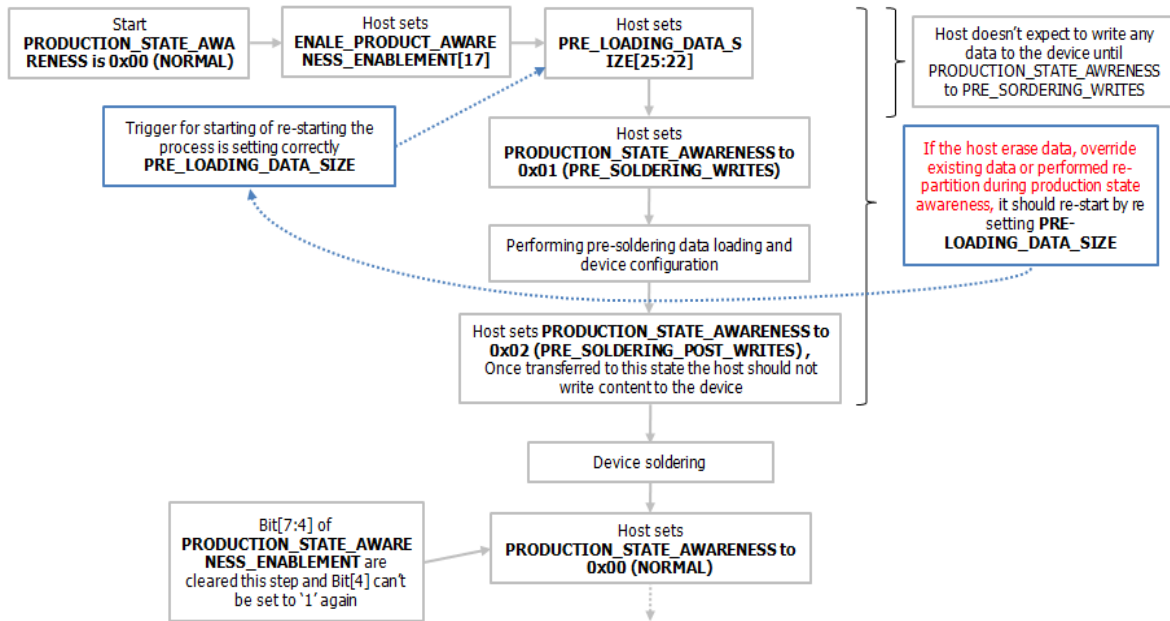 Start
PRODUCTION_STATE_AWA
RENESS is 0x00 (NORMAL)
Host sets
ENALE_PRODUCT_AWARE
NESS_ENABLEMENT[17]
Host sets
PRE_LOADING_DATA_S
IZE[25:22]
Host doesn't expect to write any
data to the device until
PRODUCTION_STATE_AWRENESS
to PRE_SORDERING_WRITES
Trigger for starting of re-starting the
process is setting correctly
PRE_LOADING_DATA_SIZE
Host sets
PRODUCTION_STATE_AWARENESS to
0x01 (PRE_SOLDERING_WRITES)
If the host erase data, override
existing data or performed re-
partition during production state
awareness, it should re-start by re
setting PRE-
LOADING_DATA_SIZE
Performing pre-soldering data loading and
device configuration
Host sets PRODUCTION_STATE_AWARENESS to
0x02 (PRE_SOLDERING_POST_WRITES) ,
Once transferred to this state the host should not
write content to the device
Device soldering
Bit[7:4] of
PRODUCTION_STATE_AWARE
NESS_ENABLEMENT are
cleared this step and Bit[4] can't
be set to ‘1’ again
Host sets
PRODUCTION_STATE_AWARENESS to
0x00 (NORMAL)